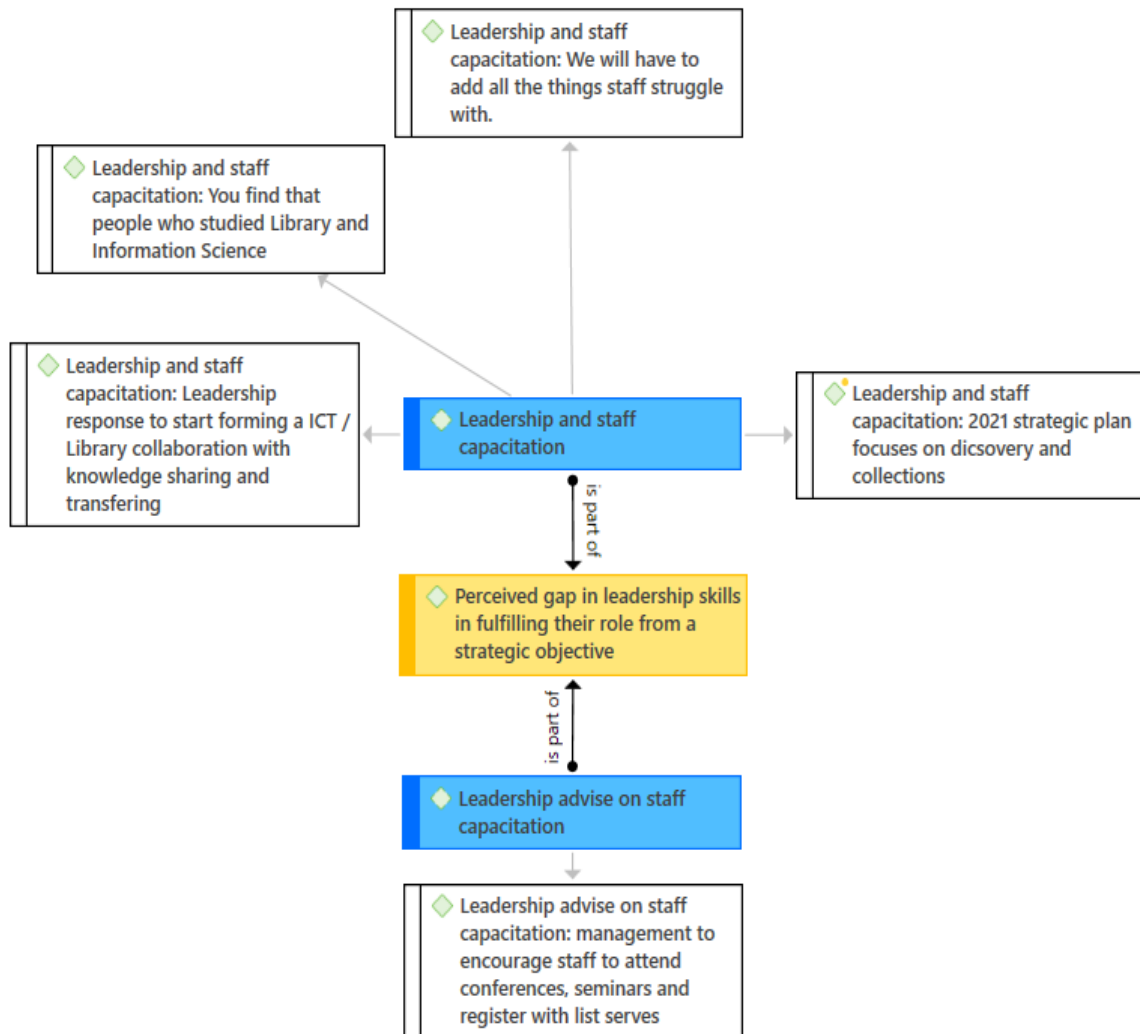 Leadership and staff
capacitation: We will have to
add all the things staff struggle
with.
Leadership and staff
capacitation: You find that
people who studied Library and
Information Science
Leadership and staff
capacitation: Leadership
response to start forming a ICT /
Library collaboration with
knowledge sharing and
transfering
Leadership and staff
capacitation
Leadership and staff
capacitation: 2021 strategic plan
focuses on dicsovery and
collections
is part of
Perceived gap in leadership skills
in fulfilling their role from a
strategic objective
is part of
Leadership advise on staff
capacitation
Leadership advise on staff
capacitation: management to
encourage staff to attend
conferences, seminars and
register with list serves